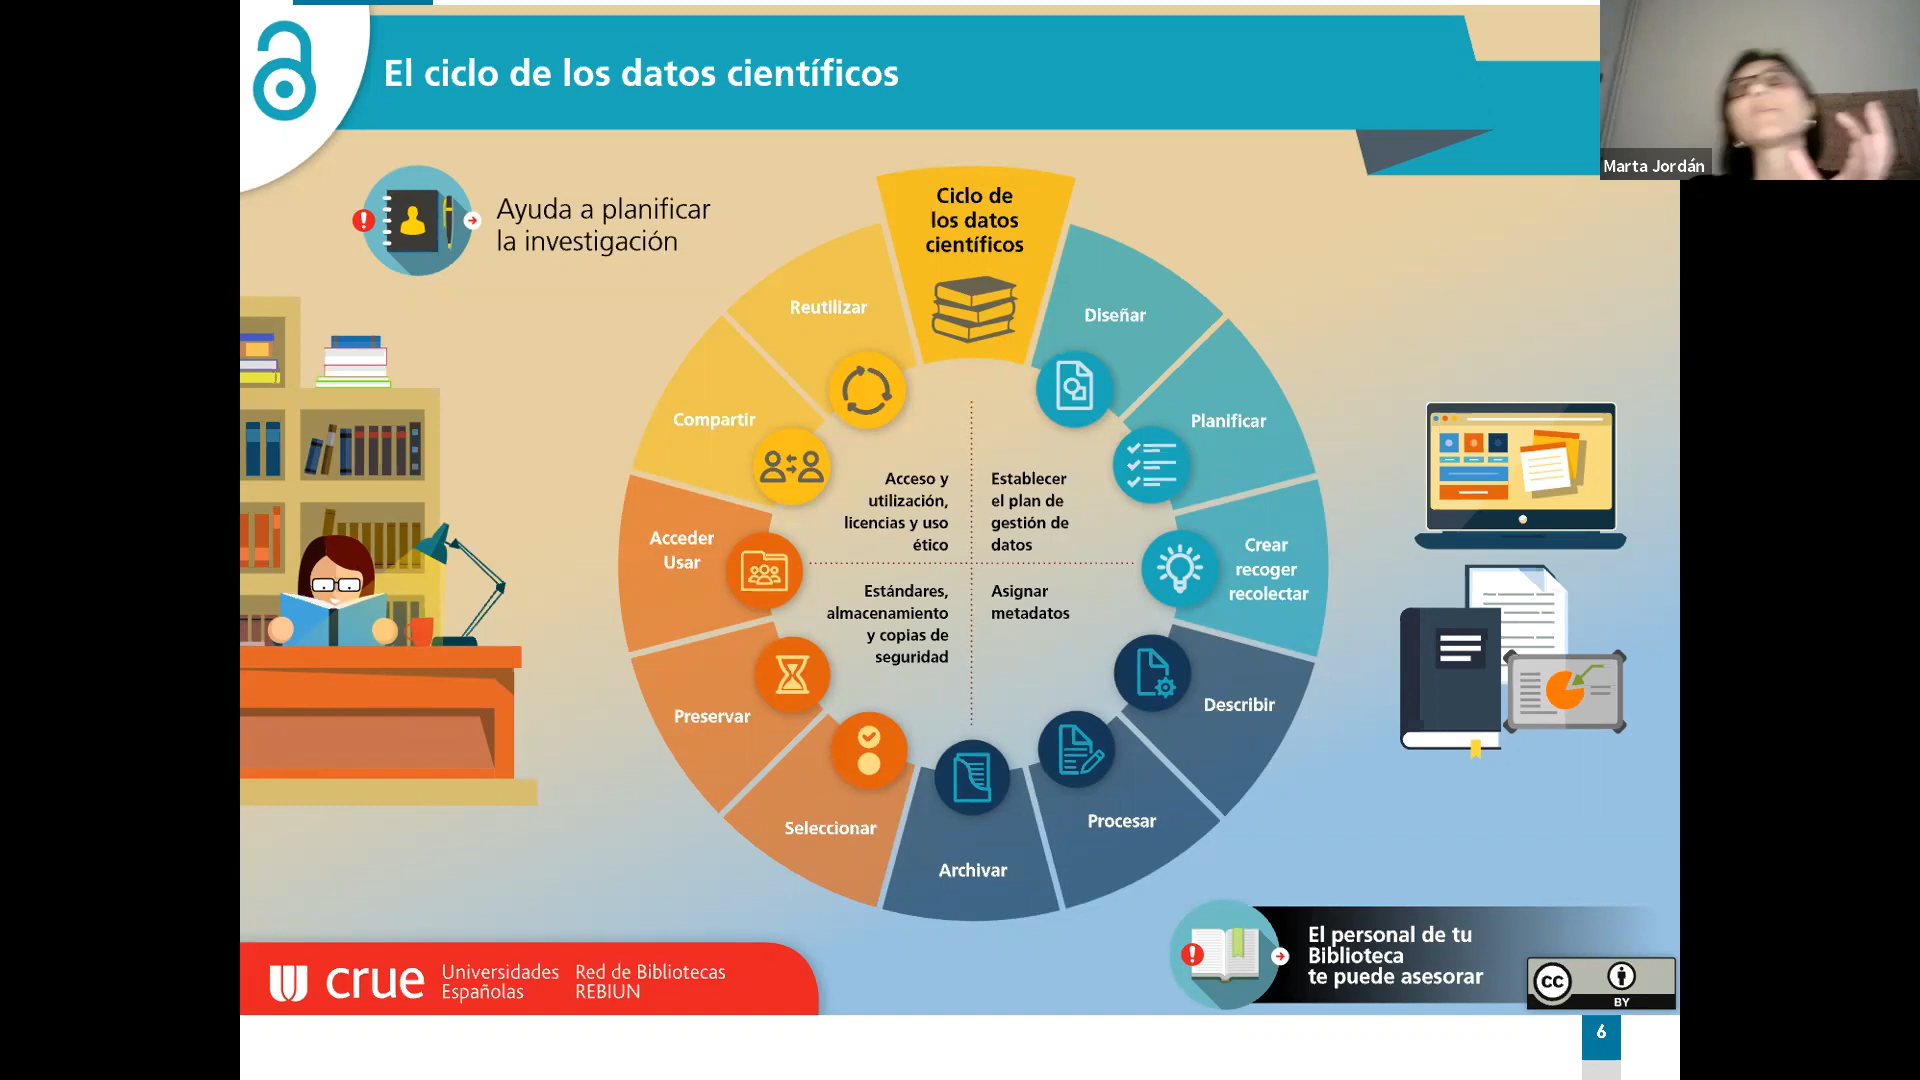 El ciclo de los datos científicos
Marta Jordán
Ayuda a planificar
la investigación
Ciclo de
los datos
científicos
Diseñar
Planificar
Crear
recoger
recolectar
Describir
Procesar
Archivar
Seleccionar
Preservar
Acceder
Usar
Compartir
Reutilizar
Acceso y
utilización,
licencias y uso
ético
Establecer
el plan de
gestión de
datos
Estándares,
almacenamiento
y copias de
seguridad
Asignar
metadatos
El personal de tu
Biblioteca
te puede asesorar
crue
Universidades
Españolas
Red de Bibliotecas
REBIUN
cc
BY
6